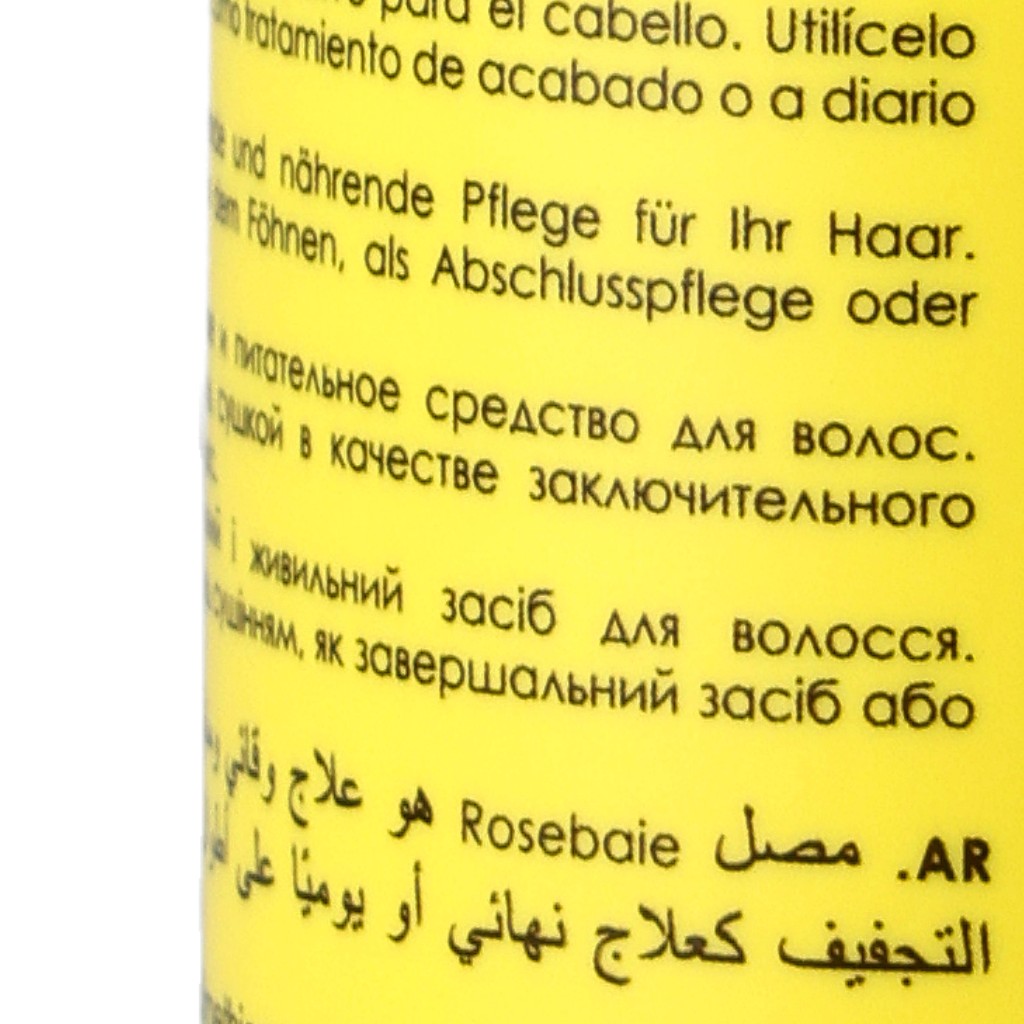 para el cabello. Utilícelo
tratamiento de acabado o a diario
und nährende Pflege für Ihr Haar.
Föhnen, als Abschlusspflege oder
и питательное средство для волос.
сушкой в качестве заключительного
і живильний засіб для волосся.
сушінням, як завершальний засіб або
AR. مصل Rosebaie هو علاج وقائي
التجفيف كعلاج نهائي أو يوميًا على